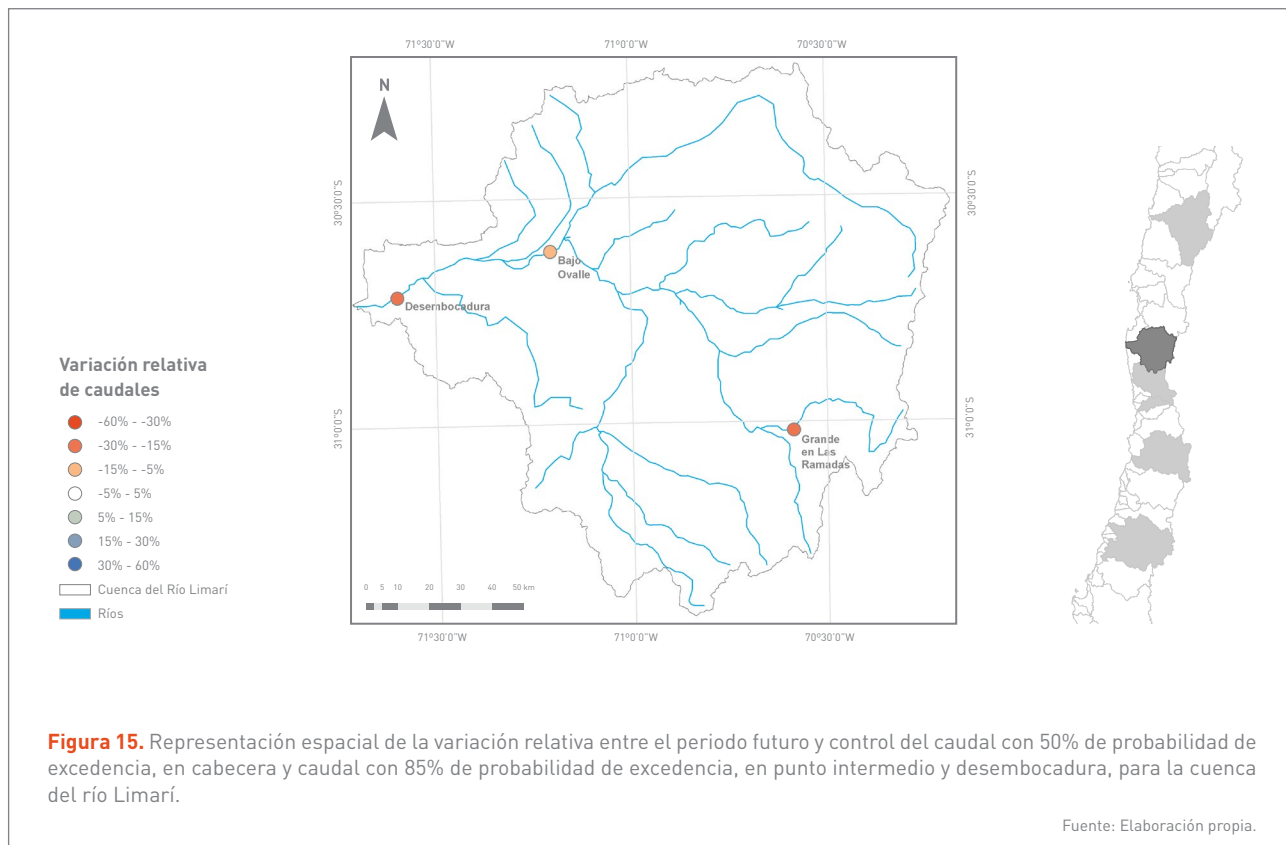 71°30'0"W
71°0'0"W
70°30'0"W
N
30°30'0"S
30°30'0"S
Bajo
Ovalle
Desembocadura
Variación relativa
de caudales
-60% - -30%
-30% - -15%
-15% - -5%
-5% - 5%
5% - 15%
15% - 30%
30% - 60%
Cuenca del Río Limarí
Ríos
31°0'0"S
31°0'0"S
Grande
en Las
Ramadas
0 5 10 20 30 40 50 km
71°30'0"W
71°0'0"W
70°30'0"W
Figura 15. Representación espacial de la variación relativa entre el periodo futuro y control del caudal con 50% de probabilidad de
excedencia, en cabecera y caudal con 85% de probabilidad de excedencia, en punto intermedio y desembocadura, para la cuenca
del río Limarí.
Fuente: Elaboración propia.